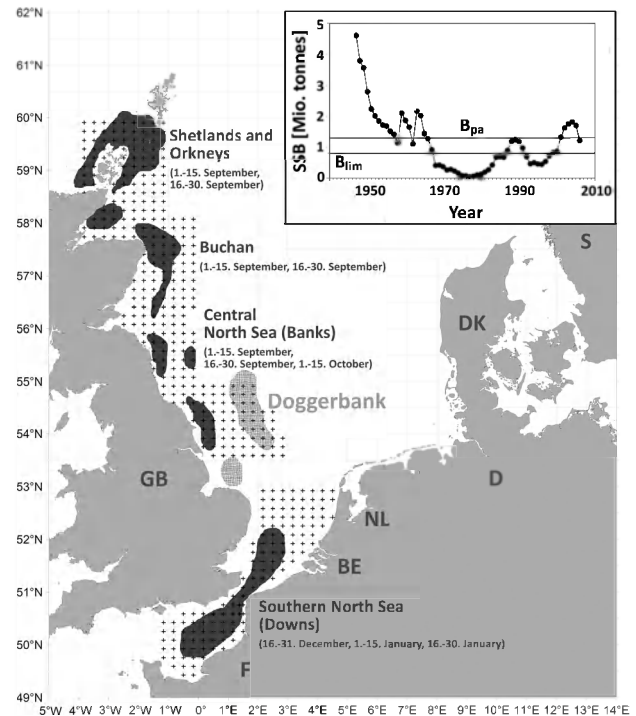 62°N
61°N
60°N
59°N
58°N
57°N
56°N
55°N
54°N
53°N
52°N
51°N
50°N
49°N
5°W 4°W 3°W 2°W 1°W 0° 1°E 2°E 3°E 4°E 5°E 6°E 7°E 8°E 9°E 10°E 11°E 12°E 13°E 14°E
SSB [Mio. tonnes]
5
4
3
2
1
0
Bpa
Blim
1950 1970 1990 2010
Year
Shetlands and
Orkneys
(1.-15. September,
16.-30. September)
Buchan
(1.-15. September, 16.-30. September)
Central
North Sea (Banks)
(1.-15. September,
16.-30. September, 1.-15. October)
Doggerbank
S
DK
GB
D
NL
BE
Southern North Sea
(Downs)
(16.-31. December, 1.-15. January, 16.-30. January)
F